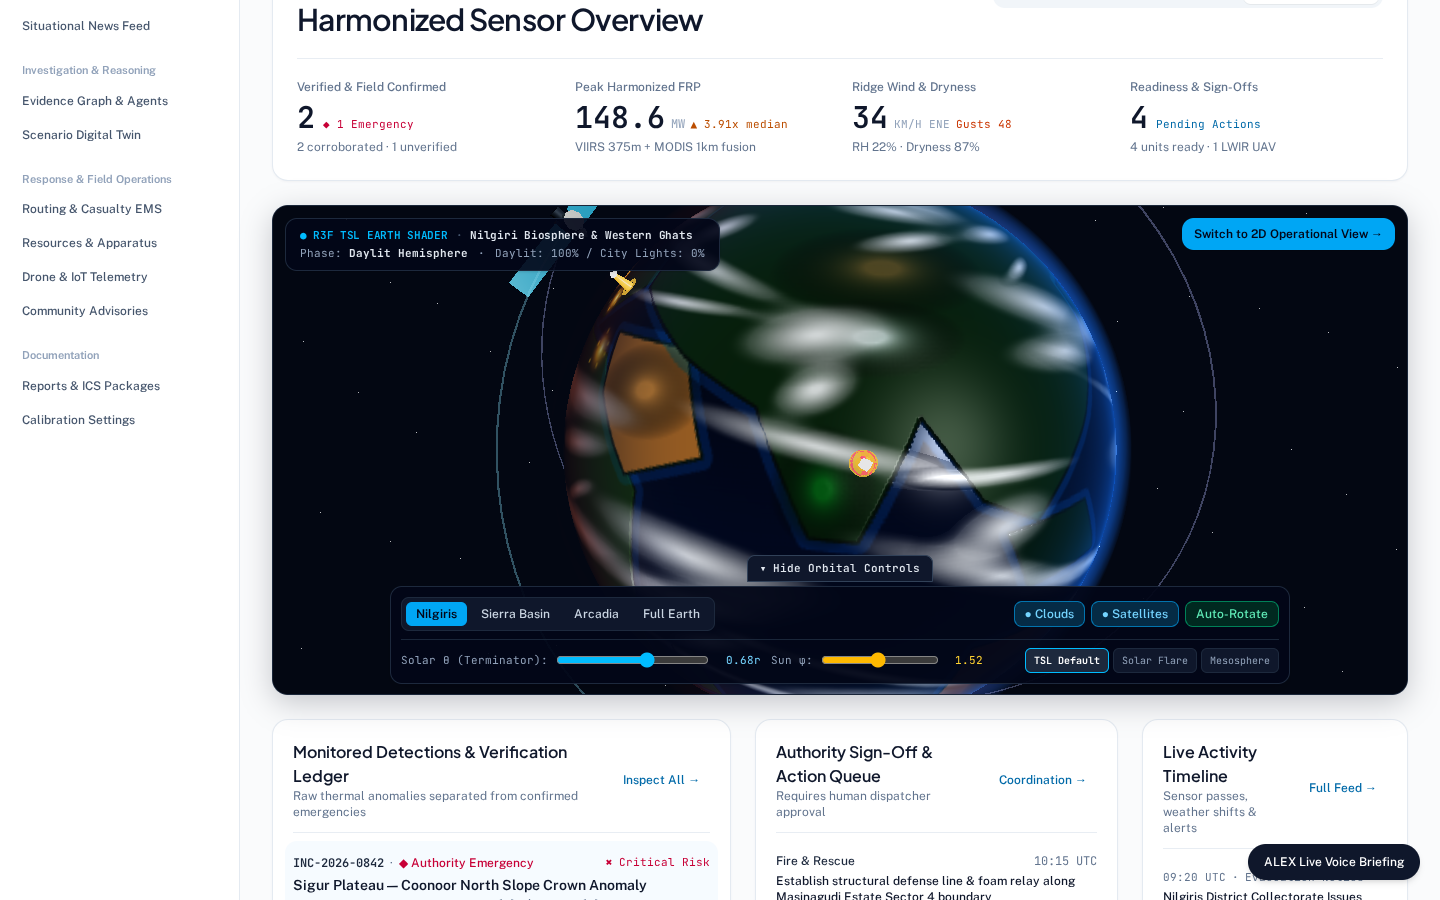 Situational News Feed
Investigation & Reasoning
Evidence Graph & Agents
Scenario Digital Twin
Response & Field Operations
Routing & Casualty EMS
Resources & Apparatus
Drone & IoT Telemetry
Community Advisories
Documentation
Reports & ICS Packages
Calibration Settings
Harmonized Sensor Overview
Verified & Field Confirmed
2 ◆ 1 Emergency
2 corroborated · 1 unverified
Peak Harmonized FRP
148.6 MW ▲ 3.91x median
VIIRS 375m + MODIS 1km fusion
Ridge Wind & Dryness
34 KM/H ENE Gusts 48
RH 22% · Dryness 87%
Readiness & Sign-Offs
4 Pending Actions
4 units ready · 1 LWIR UAV
● R3F TSL EARTH SHADER · Nilgiri Biosphere & Western Ghats
Phase: Daylit Hemisphere · Daylit: 100% / City Lights: 0%
Switch to 2D Operational View →
▾ Hide Orbital Controls
Nilgiris Sierra Basin Arcadia Full Earth
● Clouds ● Satellites Auto-Rotate
Solar θ (Terminator): 0.68r Sun ψ: 1.52
TSL Default Solar Flare Mesosphere
Monitored Detections & Verification
Ledger
Raw thermal anomalies separated from confirmed
emergencies
Inspect All →
INC-2026-0842 · ◆ Authority Emergency ✖ Critical Risk
Sigur Plateau — Coonoor North Slope Crown Anomaly
Authority Sign-Off &
Action Queue
Requires human dispatcher
approval
Coordination →
Fire & Rescue 10:15 UTC
Establish structural defense line & foam relay along
Masinagudi Estate Sector 4 boundary
Live Activity
Timeline
Sensor passes,
weather shifts &
alerts
Full Feed →
ALEX Live Voice Briefing
09:20 UTC ·
Nilgiris District Collectorate Issues